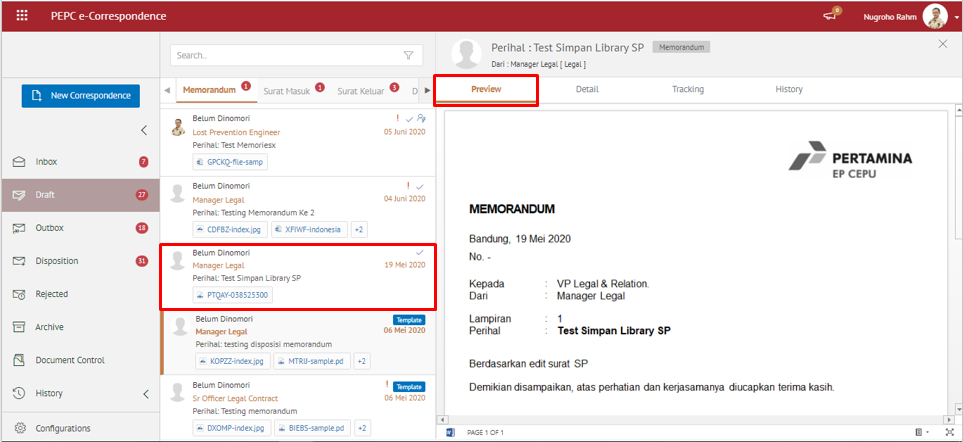 PEPC e-Correspondence
6
Nugroho Rahm
New Correspondence
Inbox
7
Draft
27
Outbox
18
Disposition
31
Rejected
Archive
Document Control
History
Configurations
Search..
Memorandum 1
Surat Masuk 1
Surat Keluar 3
D
Belum Dinomori
Lost Prevention Engineer
05 Juni 2020
Perihal: Test Memoriesx
GPCKQ-file-samp
Belum Dinomori
Manager Legal
04 Juni 2020
Perihal: Testing Memorandum Ke 2
CDFBZ-index.jpg
XFIWF-indonesia
+2
Belum Dinomori
Manager Legal
19 Mei 2020
Perihal: Test Simpan Library SP
PTQAY-038525300
Belum Dinomori
Template
Manager Legal
06 Mei 2020
Perihal: testing disposisi memorandum
KOPZZ-index.jpg
MTRIJ-sample.pd
+2
Belum Dinomori
Template
Sr Officer Legal Contract
06 Mei 2020
Perihal: Testing memorandum
DXOMP-index.jpg
BIEBS-sample.pd
+2
Perihal : Test Simpan Library SP
Memorandum
Dari : Manager Legal [ Legal ]
Preview
Detail
Tracking
History
PERTAMINA
EP CEPU
MEMORANDUM
Bandung, 19 Mei 2020
No. -
Kepada : VP Legal & Relation.
Dari : Manager Legal
Lampiran : 1
Perihal : Test Simpan Library SP
Berdasarkan edit surat SP
Demikian disampaikan, atas perhatian dan kerjasamanya diucapkan terima kasih.
PAGE 1 OF 1